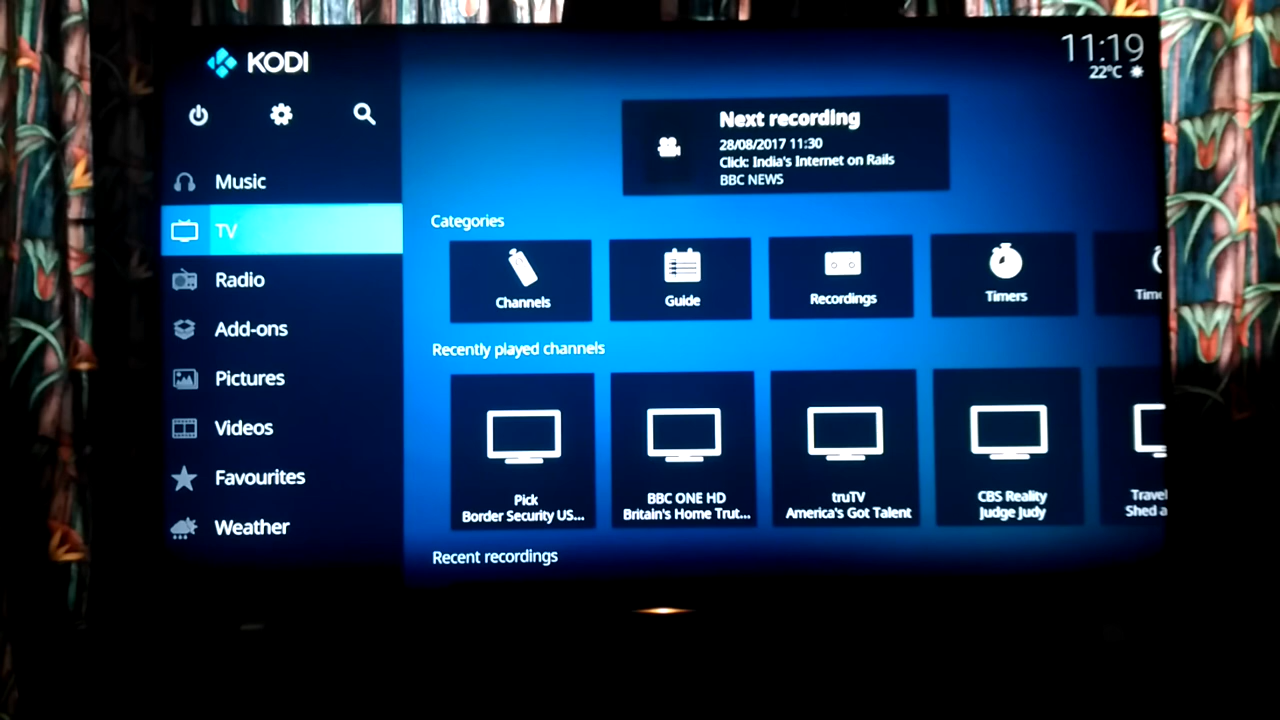 KODI
11:19
22°C
Next recording
28/08/2017 11:30
Click: India's Internet on Rails
BBC NEWS
Music
TV
Radio
Add-ons
Pictures
Videos
Favourites
Weather
Categories
Channels
Guide
Recordings
Timers
Recently played channels
Pick
Border Security US...
BBC ONE HD
Britain's Home Trut...
truTV
America's Got Talent
CBS Reality
Judge Judy
Travel
Shed a
Recent recordings